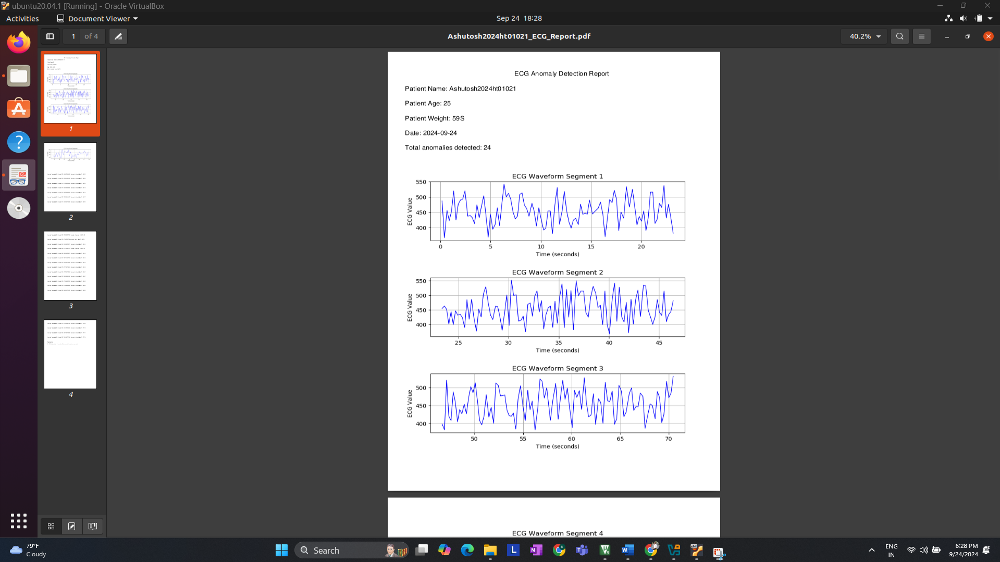 ubuntu20.04.1 [Running] - Oracle VirtualBox
Activities
Document Viewer
Sep 24 18:28
1
of 4
Ashutosh2024ht01021_ECG_Report.pdf
40.2%
1
2
3
4
ECG Anomaly Detection Report
Patient Name: Ashutosh2024ht01021
Patient Age: 25
Patient Weight: 59S
Date: 2024-09-24
Total anomalies detected: 24
ECG Waveform Segment 1
ECG Value
550
500
450
400
0 5 10 15 20
Time (seconds)
ECG Waveform Segment 2
ECG Value
550
500
450
400
25 30 35 40 45
Time (seconds)
ECG Waveform Segment 3
ECG Value
500
450
400
50 55 60 65 70
Time (seconds)
ECG Waveform Segment 4
79°F
Cloudy
Search
ENG
IN
6:28 PM
9/24/2024